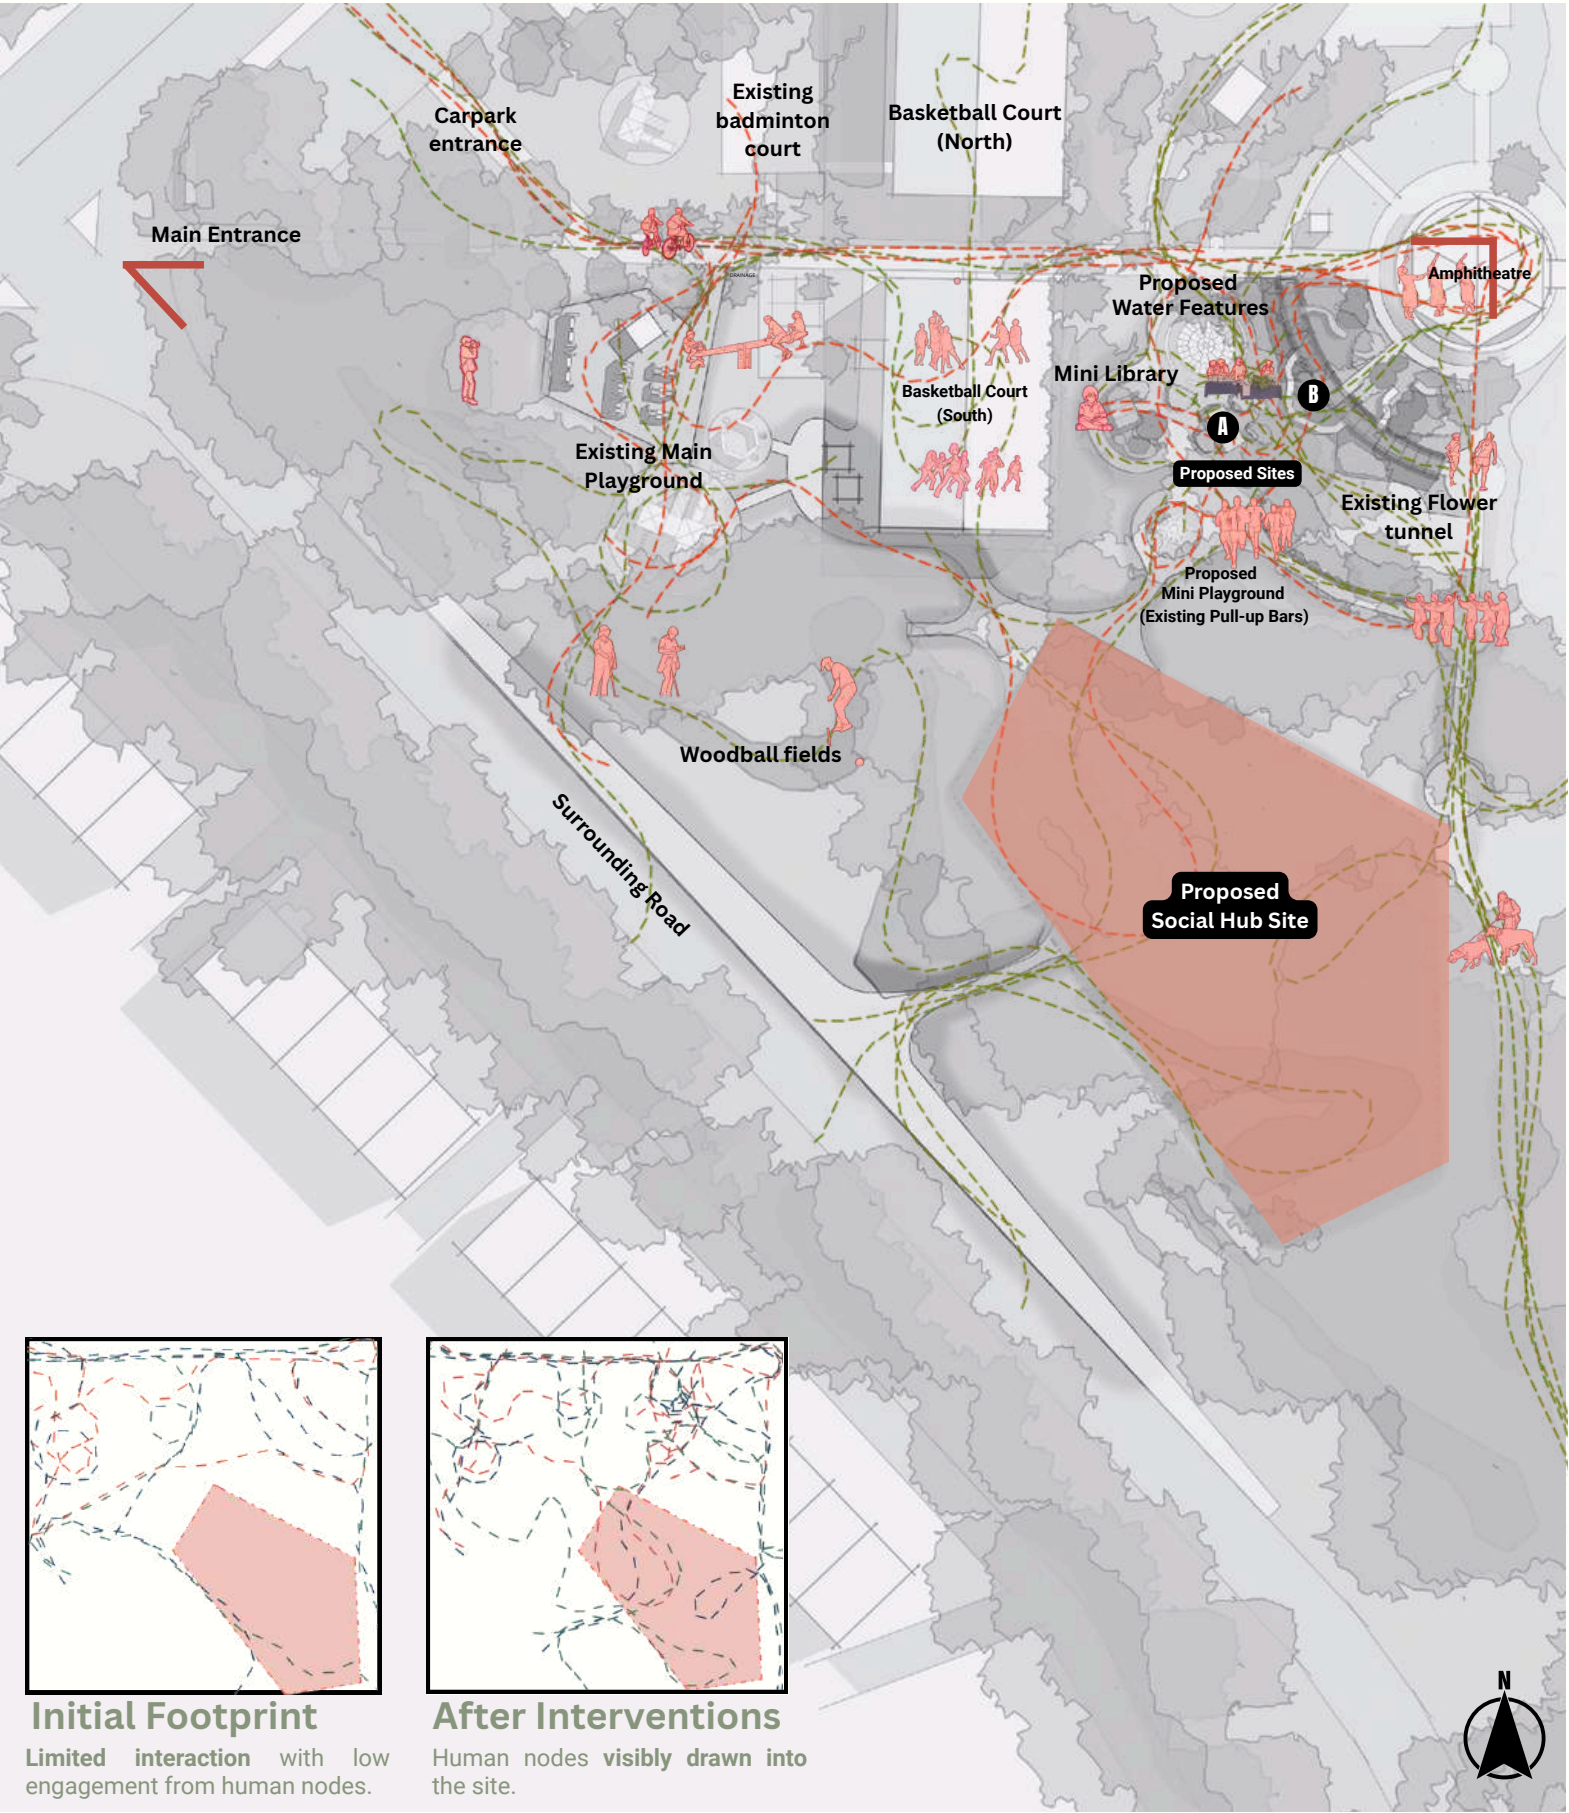 Carpark
entrance
Existing
badminton
court
Basketball Court
(North)
Main Entrance
DRAINAGE
Proposed
Water Features
Amphitheatre
Mini Library
Basketball Court
(South)
B
A
Existing Main
Playground
Proposed Sites
Existing Flower
tunnel
Proposed
Mini Playground
(Existing Pull-up Bars)
Woodball fields
Surrounding Road
Proposed
Social Hub Site
N
Initial Footprint
Limited interaction with low
engagement from human nodes.
After Interventions
Human nodes visibly drawn into
the site.